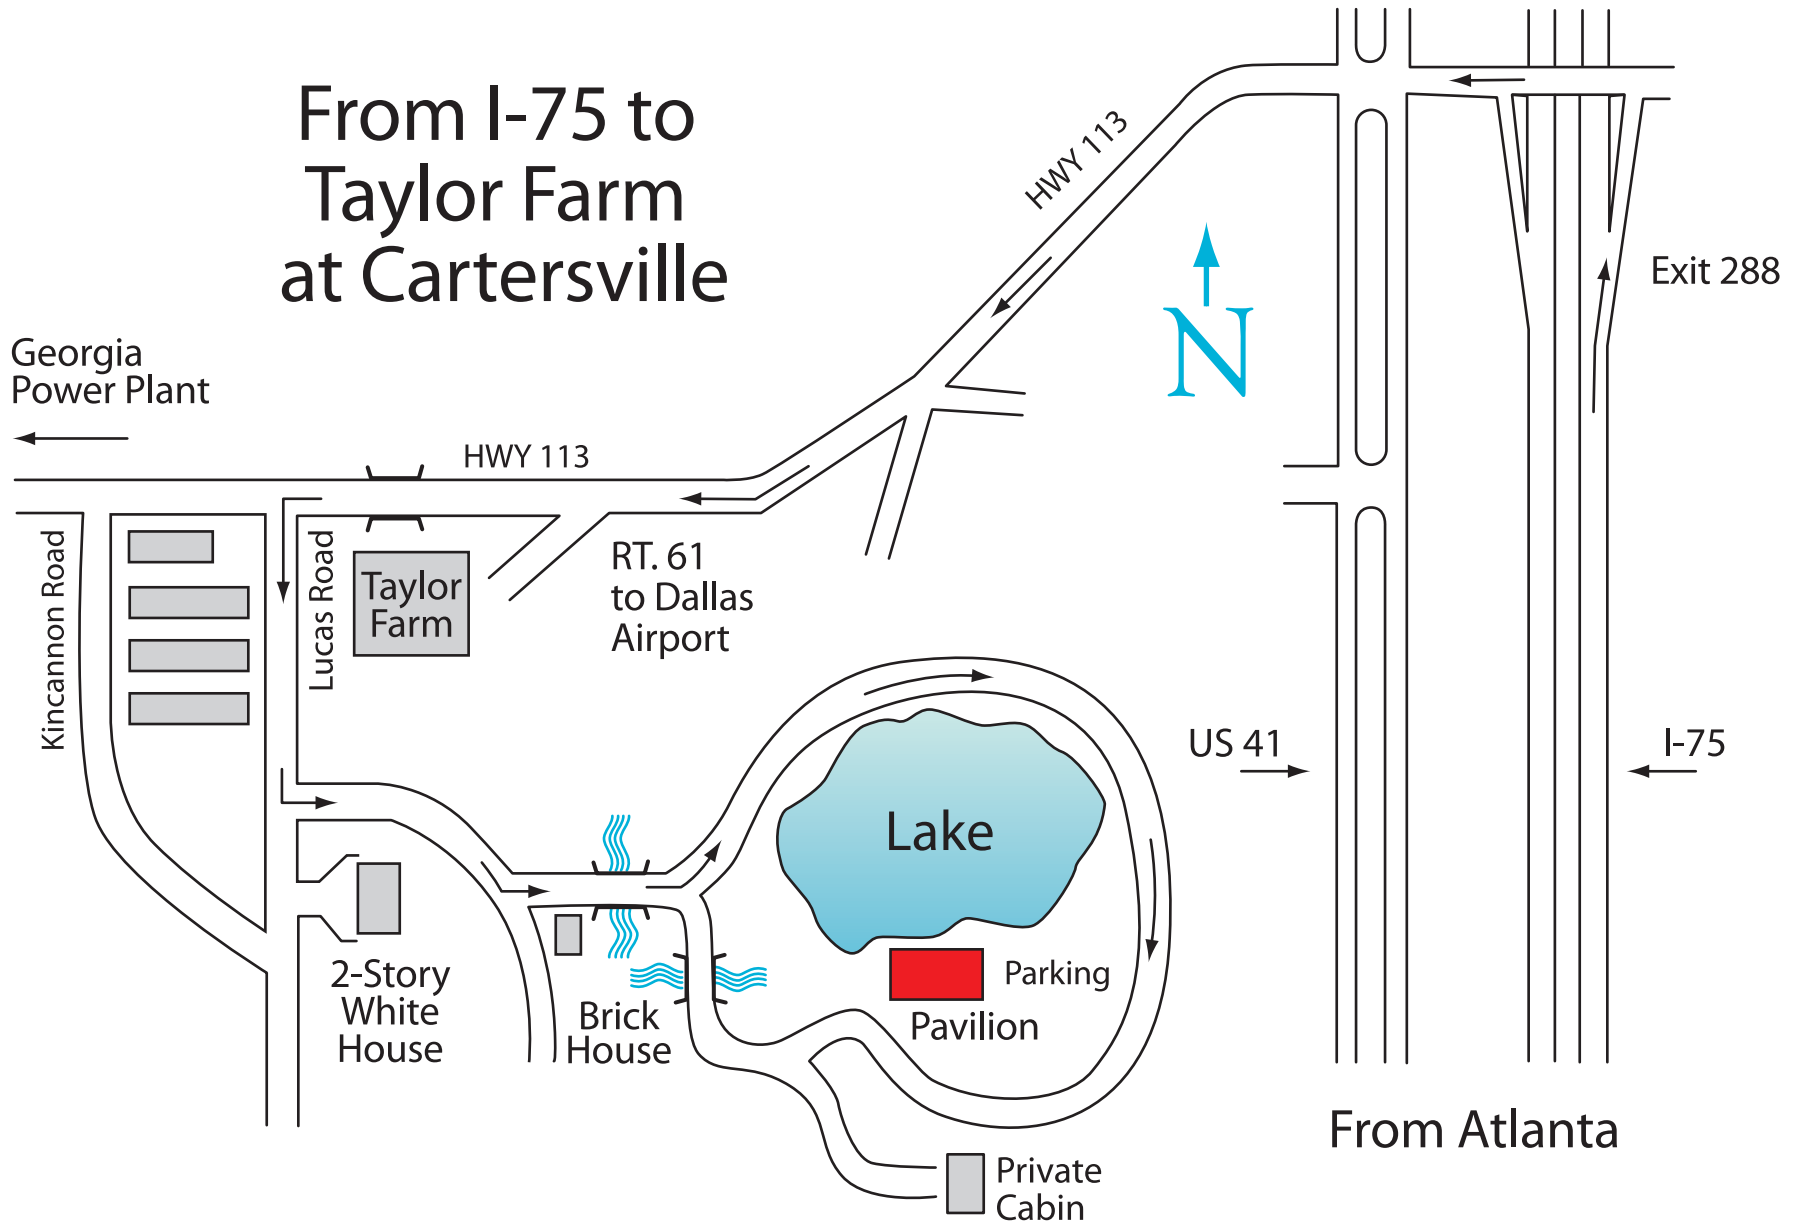 From I-75 to
Taylor Farm
at Cartersville
HWY 113
N
Exit 288
Georgia
Power Plant
HWY 113
Kincannon Road
Lucas Road
Taylor
Farm
RT. 61
to Dallas
Airport
US 41
I-75
Lake
Parking
Pavilion
2-Story
White
House
Brick
House
From Atlanta
Private
Cabin